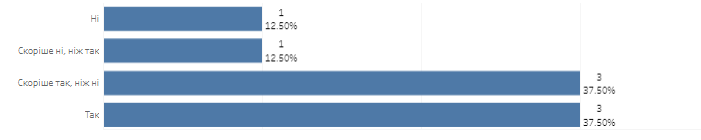 Ні
1
12.50%
Скоріше ні, ніж так
1
12.50%
Скоріше так, ніж ні
3
37.50%
Так
3
37.50%